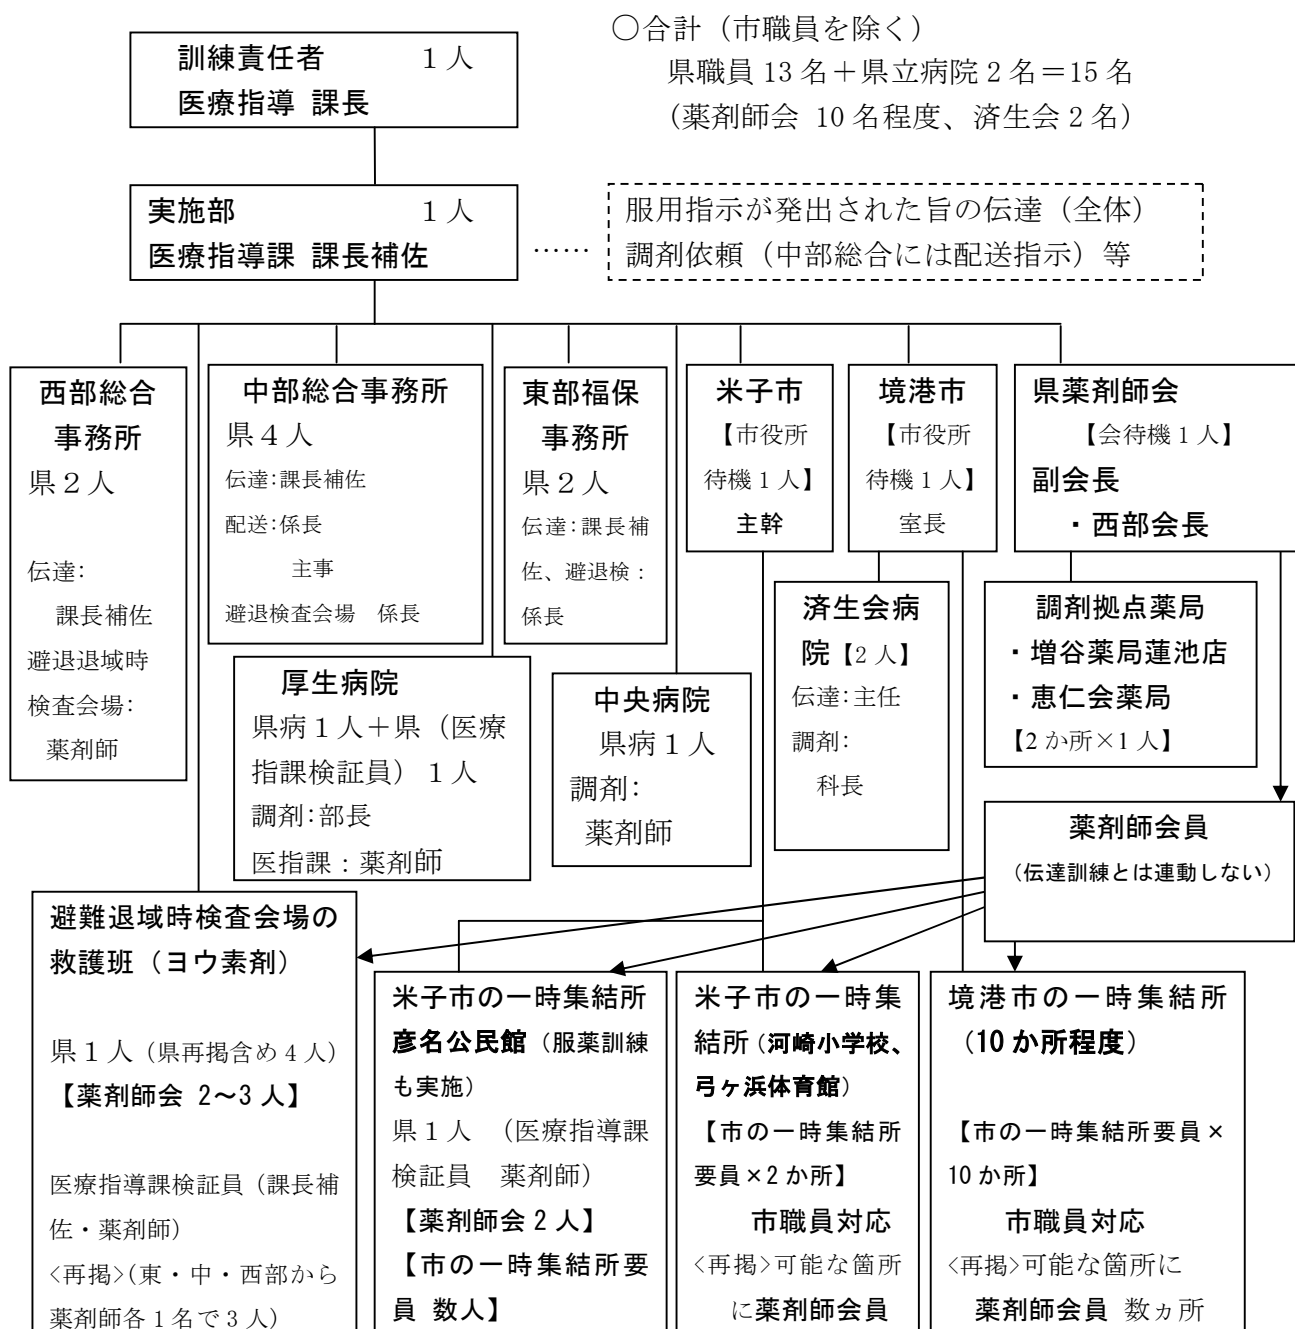 〇合計（市職員を除く）
県職員 13 名＋県立病院 2 名＝15 名
（薬剤師会 10 名程度、済生会 2 名）
訓練責任者　　１人
医療指導 課長
実施部　　１人
医療指導課 課長補佐
……
服用指示が発出された旨の伝達（全体）
調剤依頼（中部総合には配送指示）等
西部総合
事務所
県２人
伝達：
課長補佐
避退退域時
検査会場：
薬剤師
中部総合事務所
県４人
伝達：課長補佐
配送：係長
主事
避退検査会場　係長
東部福保
事務所
県２人
伝達：課長補
佐、避退検：
係長
米子市
【市役所
待機 1 人】
主幹
境港市
【市役所
待機 1 人】
室長
県薬剤師会
【会待機 1 人】
副会長
・西部会長
厚生病院
県病１人＋県（医療
指課検証員）１人
調剤：部長
医指課：薬剤師
中央病院
県病１人
調剤：
薬剤師
済生会病
院【2 人】
伝達：主任
調剤：
科長
調剤拠点薬局
・増谷薬局蓮池店
・恵仁会薬局
【2 か所×1 人】
薬剤師会員
（伝達訓練とは連動しない）
避難退域時検査会場の
救護班（ヨウ素剤）
県１人（県再掲含め 4 人）
【薬剤師会 2～3 人】
医療指導課検証員（課長補
佐・薬剤師）
<再掲>（東・中・西部から
薬剤師各 1 名で 3 人）
米子市の一時集結所
彦名公民館（服薬訓練
も実施）
県１人　（医療指導課
検証員　薬剤師）
【薬剤師会 2 人】
【市の一時集結所要
員 数人】
米子市の一時集
結所（河崎小学校、
弓ヶ浜体育館）
【市の一時集結所
要員×2 か所】
市職員対応
<再掲>可能な箇所
に薬剤師会員
境港市の一時集結所
（10 か所程度）
【市の一時集結所要員×
10 か所】
市職員対応
<再掲>可能な箇所に
薬剤師会員 数ヵ所